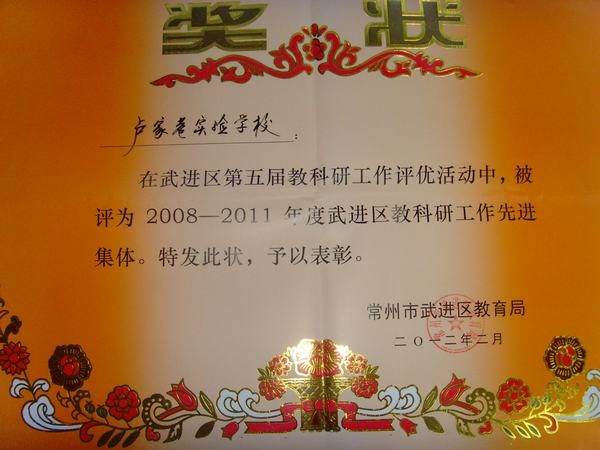 奖状
卢家巷实验学校：
在武进区第五届教科研工作评优活动中，被
评为 2008—2011 年度武进区教科研工作先进
集体。特发此状，予以表彰。
常州市武进区教育局
二〇一二年二月